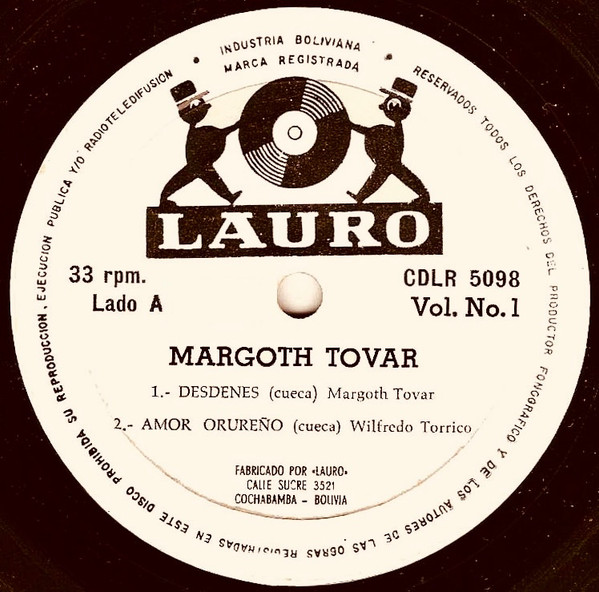 INDUSTRIA BOLIVIANA
MARCA REGISTRADA
RESERVADOS TODOS LOS DERECHOS DEL PRODUCTOR FONOGRAFICO Y DE LOS AUTORES DE LAS OBRAS REGISTRADAS EN ESTE DISCO PROHIBIDA SU REPRODUCCION, EJECUCION PUBLICA Y/O RADIOTELEDIFUSION
LAURO
33 rpm.
Lado A
CDLR 5098
Vol. No. 1
MARGOTH TOVAR
1.- DESDENES (cueca) Margoth Tovar
2.- AMOR ORUREÑO (cueca) Wilfredo Torrico
FABRICADO POR «LAURO»
CALLE SUCRE 3521
COCHABAMBA - BOLIVIA